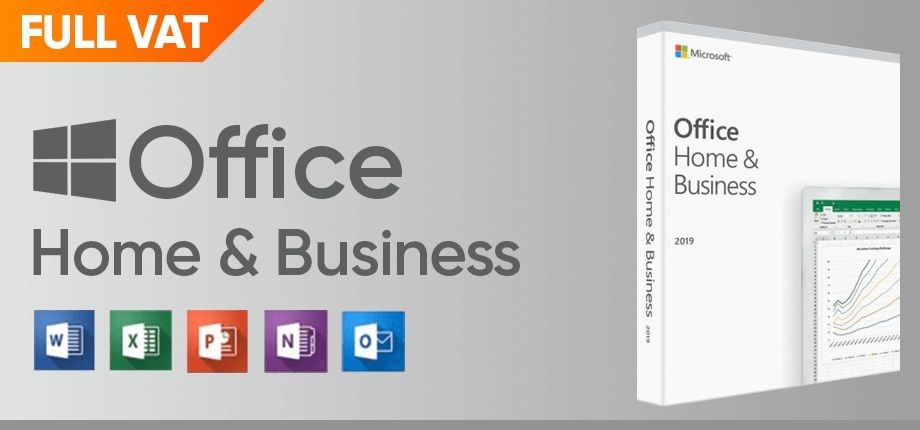 FULL VAT
Office
Home & Business
W
X
P
N
O
Microsoft
Office
Home &
Business
2019
Office Home & Business 2019